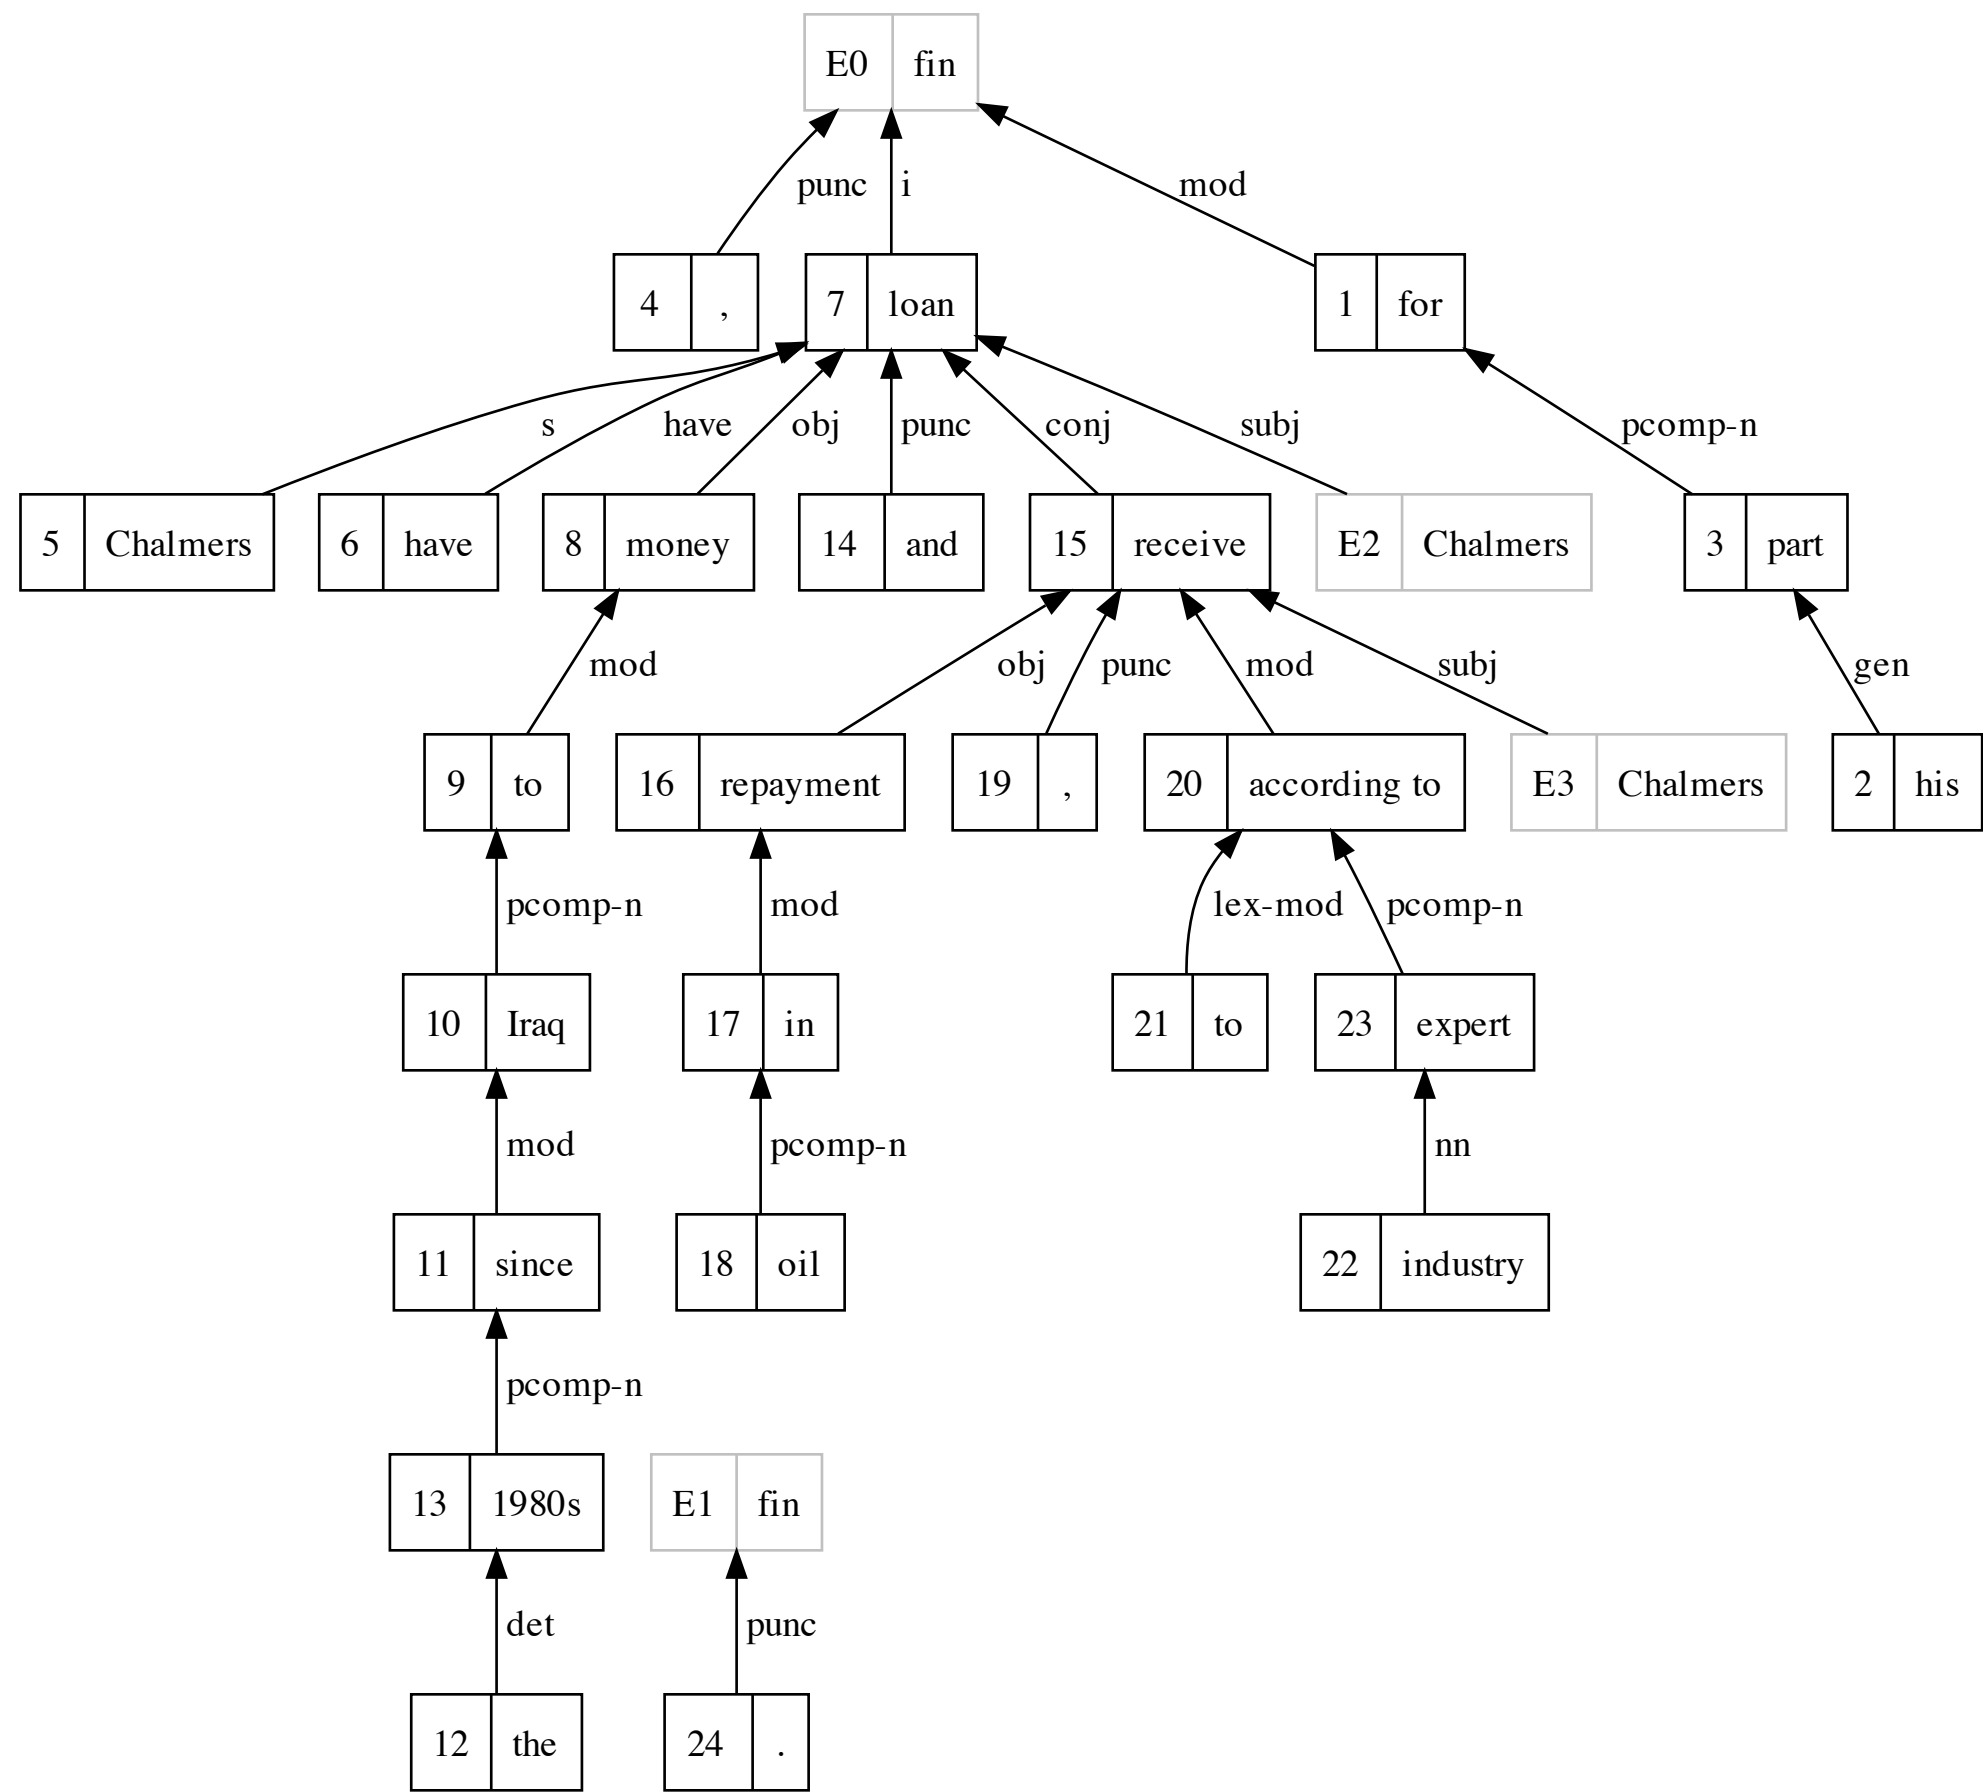 E0 fin
punc i mod
4 , 7 loan 1 for
s have obj punc conj subj pcomp-n
5 Chalmers 6 have 8 money 14 and 15 receive E2 Chalmers 3 part
mod obj punc mod subj gen
9 to 16 repayment 19 , 20 according to E3 Chalmers 2 his
pcomp-n mod lex-mod pcomp-n
10 Iraq 17 in 21 to 23 expert
mod pcomp-n nn
11 since 18 oil 22 industry
pcomp-n
13 1980s E1 fin
det punc
12 the 24 .